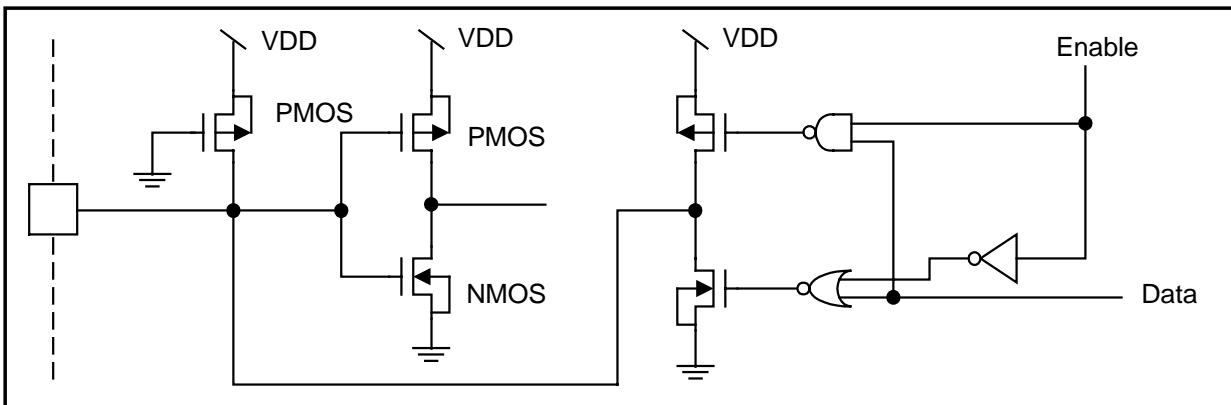 VDD
VDD
VDD
Enable
PMOS
PMOS
NMOS
Data